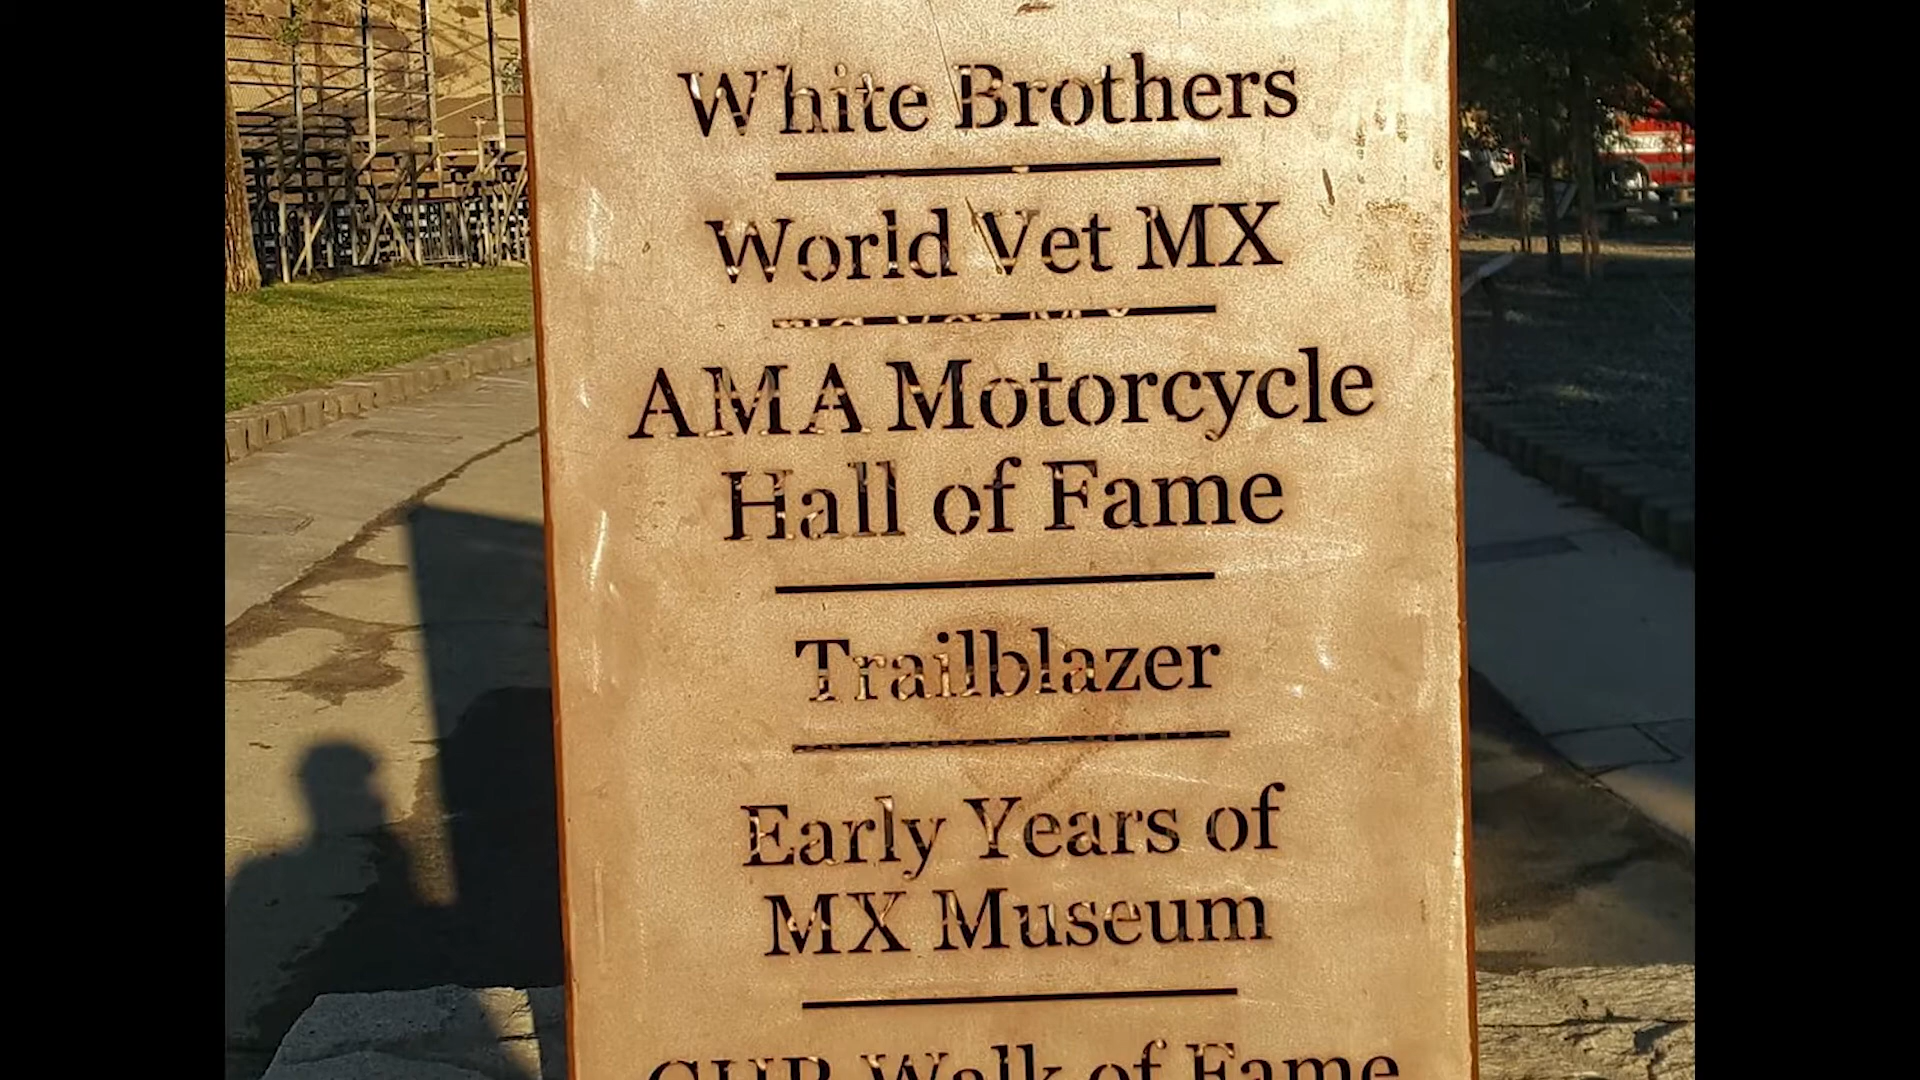 White Brothers
World Vet MX
AMA Motorcycle
Hall of Fame
Trailblazer
Early Years of
MX Museum
GHR Walk of Fame